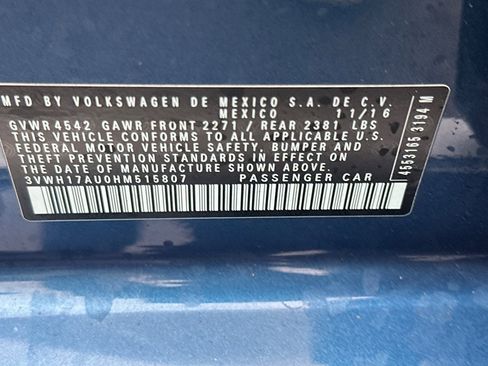 MFD BY VOLKSWAGEN DE MEXICO S.A. DE C.V.
MEXICO 11/16
GVWR 4542 GAWR FRONT 2271 / REAR 2381 LBS
THIS VEHICLE CONFORMS TO ALL APPLICABLE U.S.
FEDERAL MOTOR VEHICLE SAFETY, BUMPER AND
THEFT PREVENTION STANDARDS IN EFFECT ON THE
DATE OF MANUFACTURE SHOWN ABOVE.
3VWH17AU0HM515807 PASSENGER CAR
4553165 3194 M